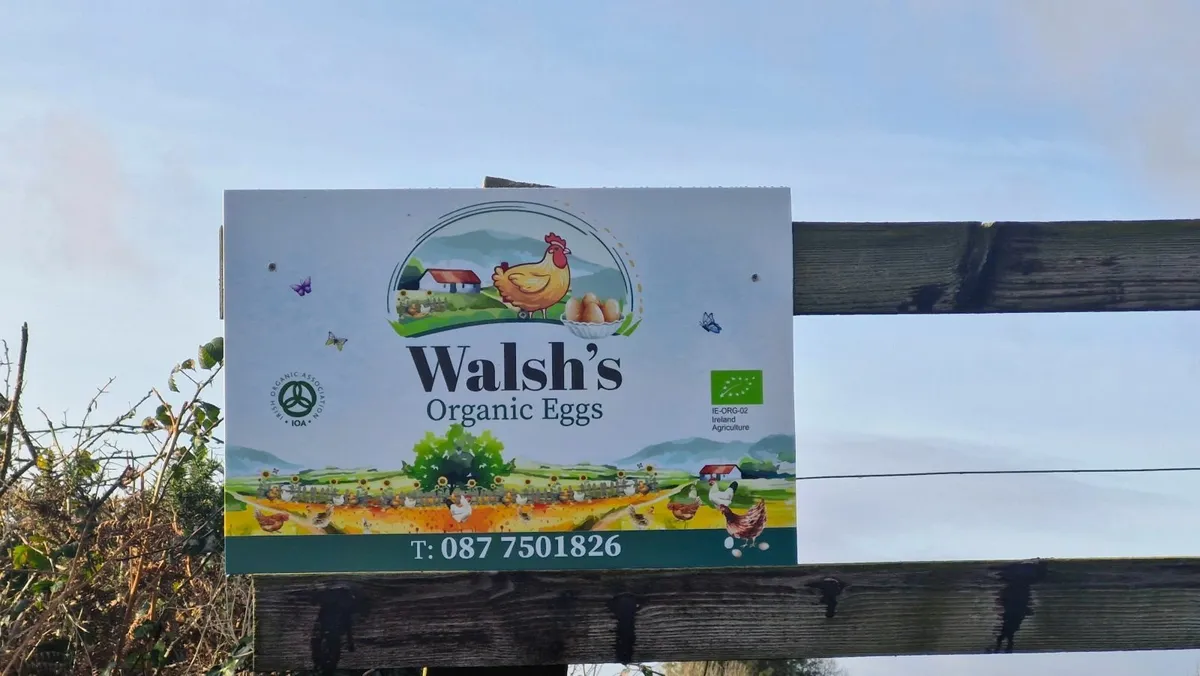 Walsh's
Organic Eggs
IRISH ORGANIC ASSOCIATION
• IOA •
IE-ORG-02
Ireland
Agriculture
T: 087 7501826